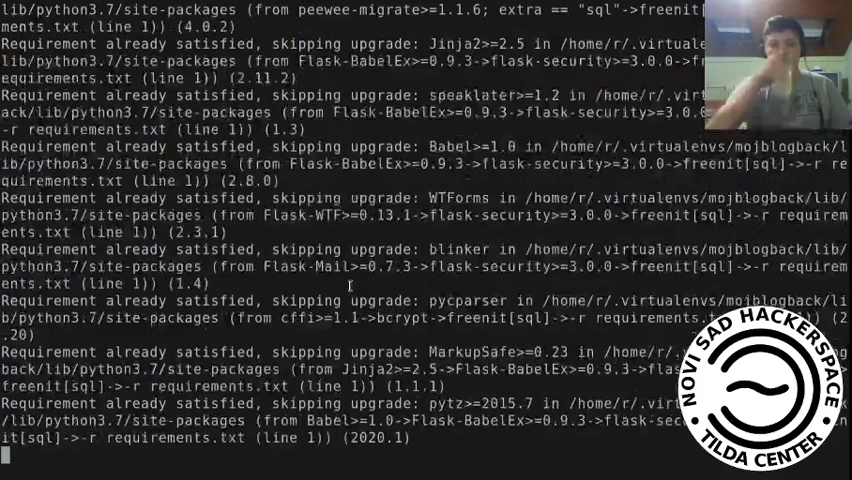 lib/python3.7/site-packages (from peewee-migrate>=1.1.6; extra == "sql"->freenit
ments.txt (line 1)) (4.0.2)
Requirement already satisfied, skipping upgrade: Jinja2>=2.5 in /home/r/.virtuale
lib/python3.7/site-packages (from Flask-BabelEx>=0.9.3->flask-security>=3.0.0->fr
equirements.txt (line 1)) (2.11.2)
Requirement already satisfied, skipping upgrade: speaklater>=1.2 in /home/r/.virt
ack/lib/python3.7/site-packages (from Flask-BabelEx>=0.9.3->flask-security>=3.0.0
-r requirements.txt (line 1)) (1.3)
Requirement already satisfied, skipping upgrade: Babel>=1.0 in /home/r/.virtualenvs/mojblogback/l
ib/python3.7/site-packages (from Flask-BabelEx>=0.9.3->flask-security>=3.0.0->freenit[sql]->-r re
quirements.txt (line 1)) (2.8.0)
Requirement already satisfied, skipping upgrade: WTForms in /home/r/.virtualenvs/mojblogback/lib/
python3.7/site-packages (from Flask-WTF>=0.13.1->flask-security>=3.0.0->freenit[sql]->-r requirem
ents.txt (line 1)) (2.3.1)
Requirement already satisfied, skipping upgrade: blinker in /home/r/.virtualenvs/mojblogback/lib/
python3.7/site-packages (from Flask-Mail>=0.7.3->flask-security>=3.0.0->freenit[sql]->-r requirem
ents.txt (line 1)) (1.4)
Requirement already satisfied, skipping upgrade: pycparser in /home/r/.virtualenvs/mojblogback/li
b/python3.7/site-packages (from cffi>=1.1->bcrypt->freenit[sql]->-r requirements.txt (line 1)) (2
.20)
Requirement already satisfied, skipping upgrade: MarkupSafe>=0.23 in /home/r/.virtu
back/lib/python3.7/site-packages (from Jinja2>=2.5->Flask-BabelEx>=0.9.3->flask-s
freenit[sql]->-r requirements.txt (line 1)) (1.1.1)
Requirement already satisfied, skipping upgrade: pytz>=2015.7 in /home/r/.virt
/lib/python3.7/site-packages (from Babel>=1.0->Flask-BabelEx>=0.9.3->flask-sec
it[sql]->-r requirements.txt (line 1)) (2020.1)
NOVI SAD HACKERSPACE
TILDA CENTER